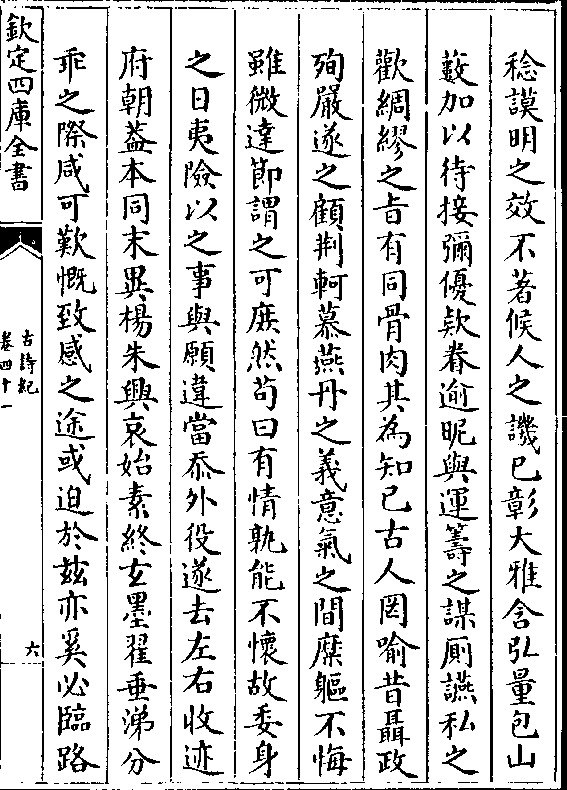 稔謨明之效不著候人之譏已彰大雅含弘量包山
藪加以待接彌優欵眷逾昵與運籌之謀厠讌私之
歡綢繆之㫖有同骨肉其為知己古人罔喻昔聶政
殉嚴遂之顧荆軻慕燕丹之義意氣之間糜軀不悔
雖微達節謂之可庶然苟曰有情孰能不懷故委身
之日夷險以之事與願違當忝外役遂去左右收迹
府朝葢本同末異楊朱興哀始素終𤣥墨翟垂涕分
乖之際咸可歎慨致感之途或迫於兹亦奚必臨路
欽定四庫全書
古詩紀
卷四十一
六